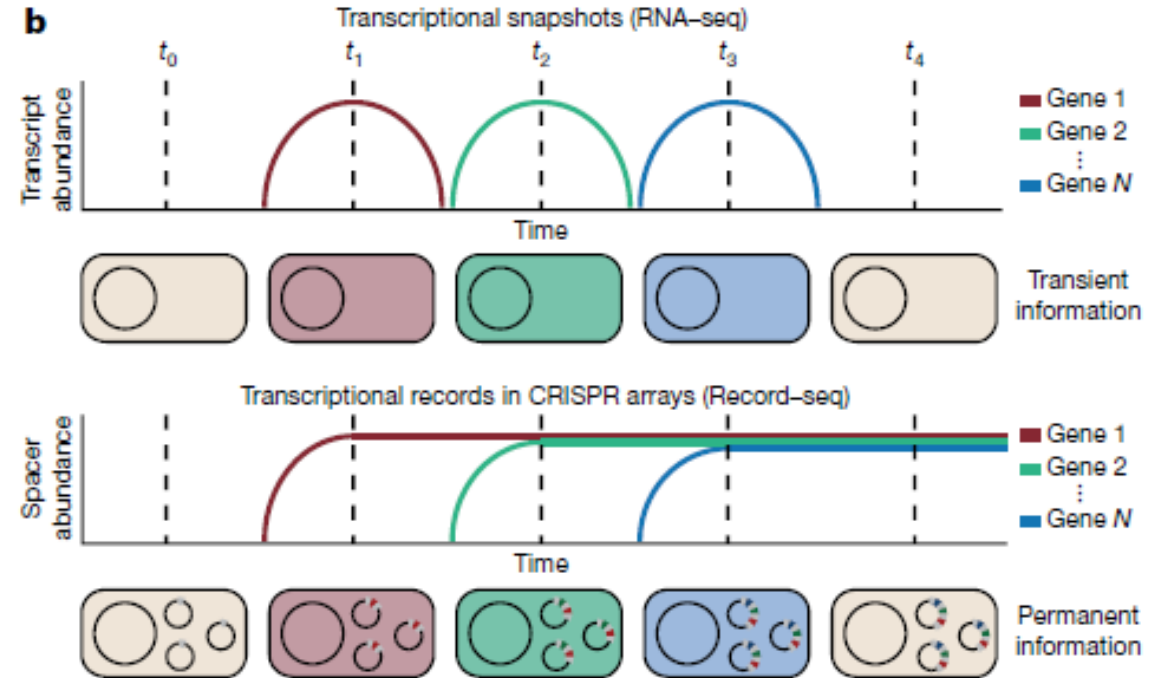 b
Transcriptional snapshots (RNA–seq)
t0 t1 t2 t3 t4
Transcript
abundance
Gene 1
Gene 2
⋮
Gene N
Time
Transient
information
Transcriptional records in CRISPR arrays (Record–seq)
Spacer
abundance
Gene 1
Gene 2
⋮
Gene N
Time
Permanent
information